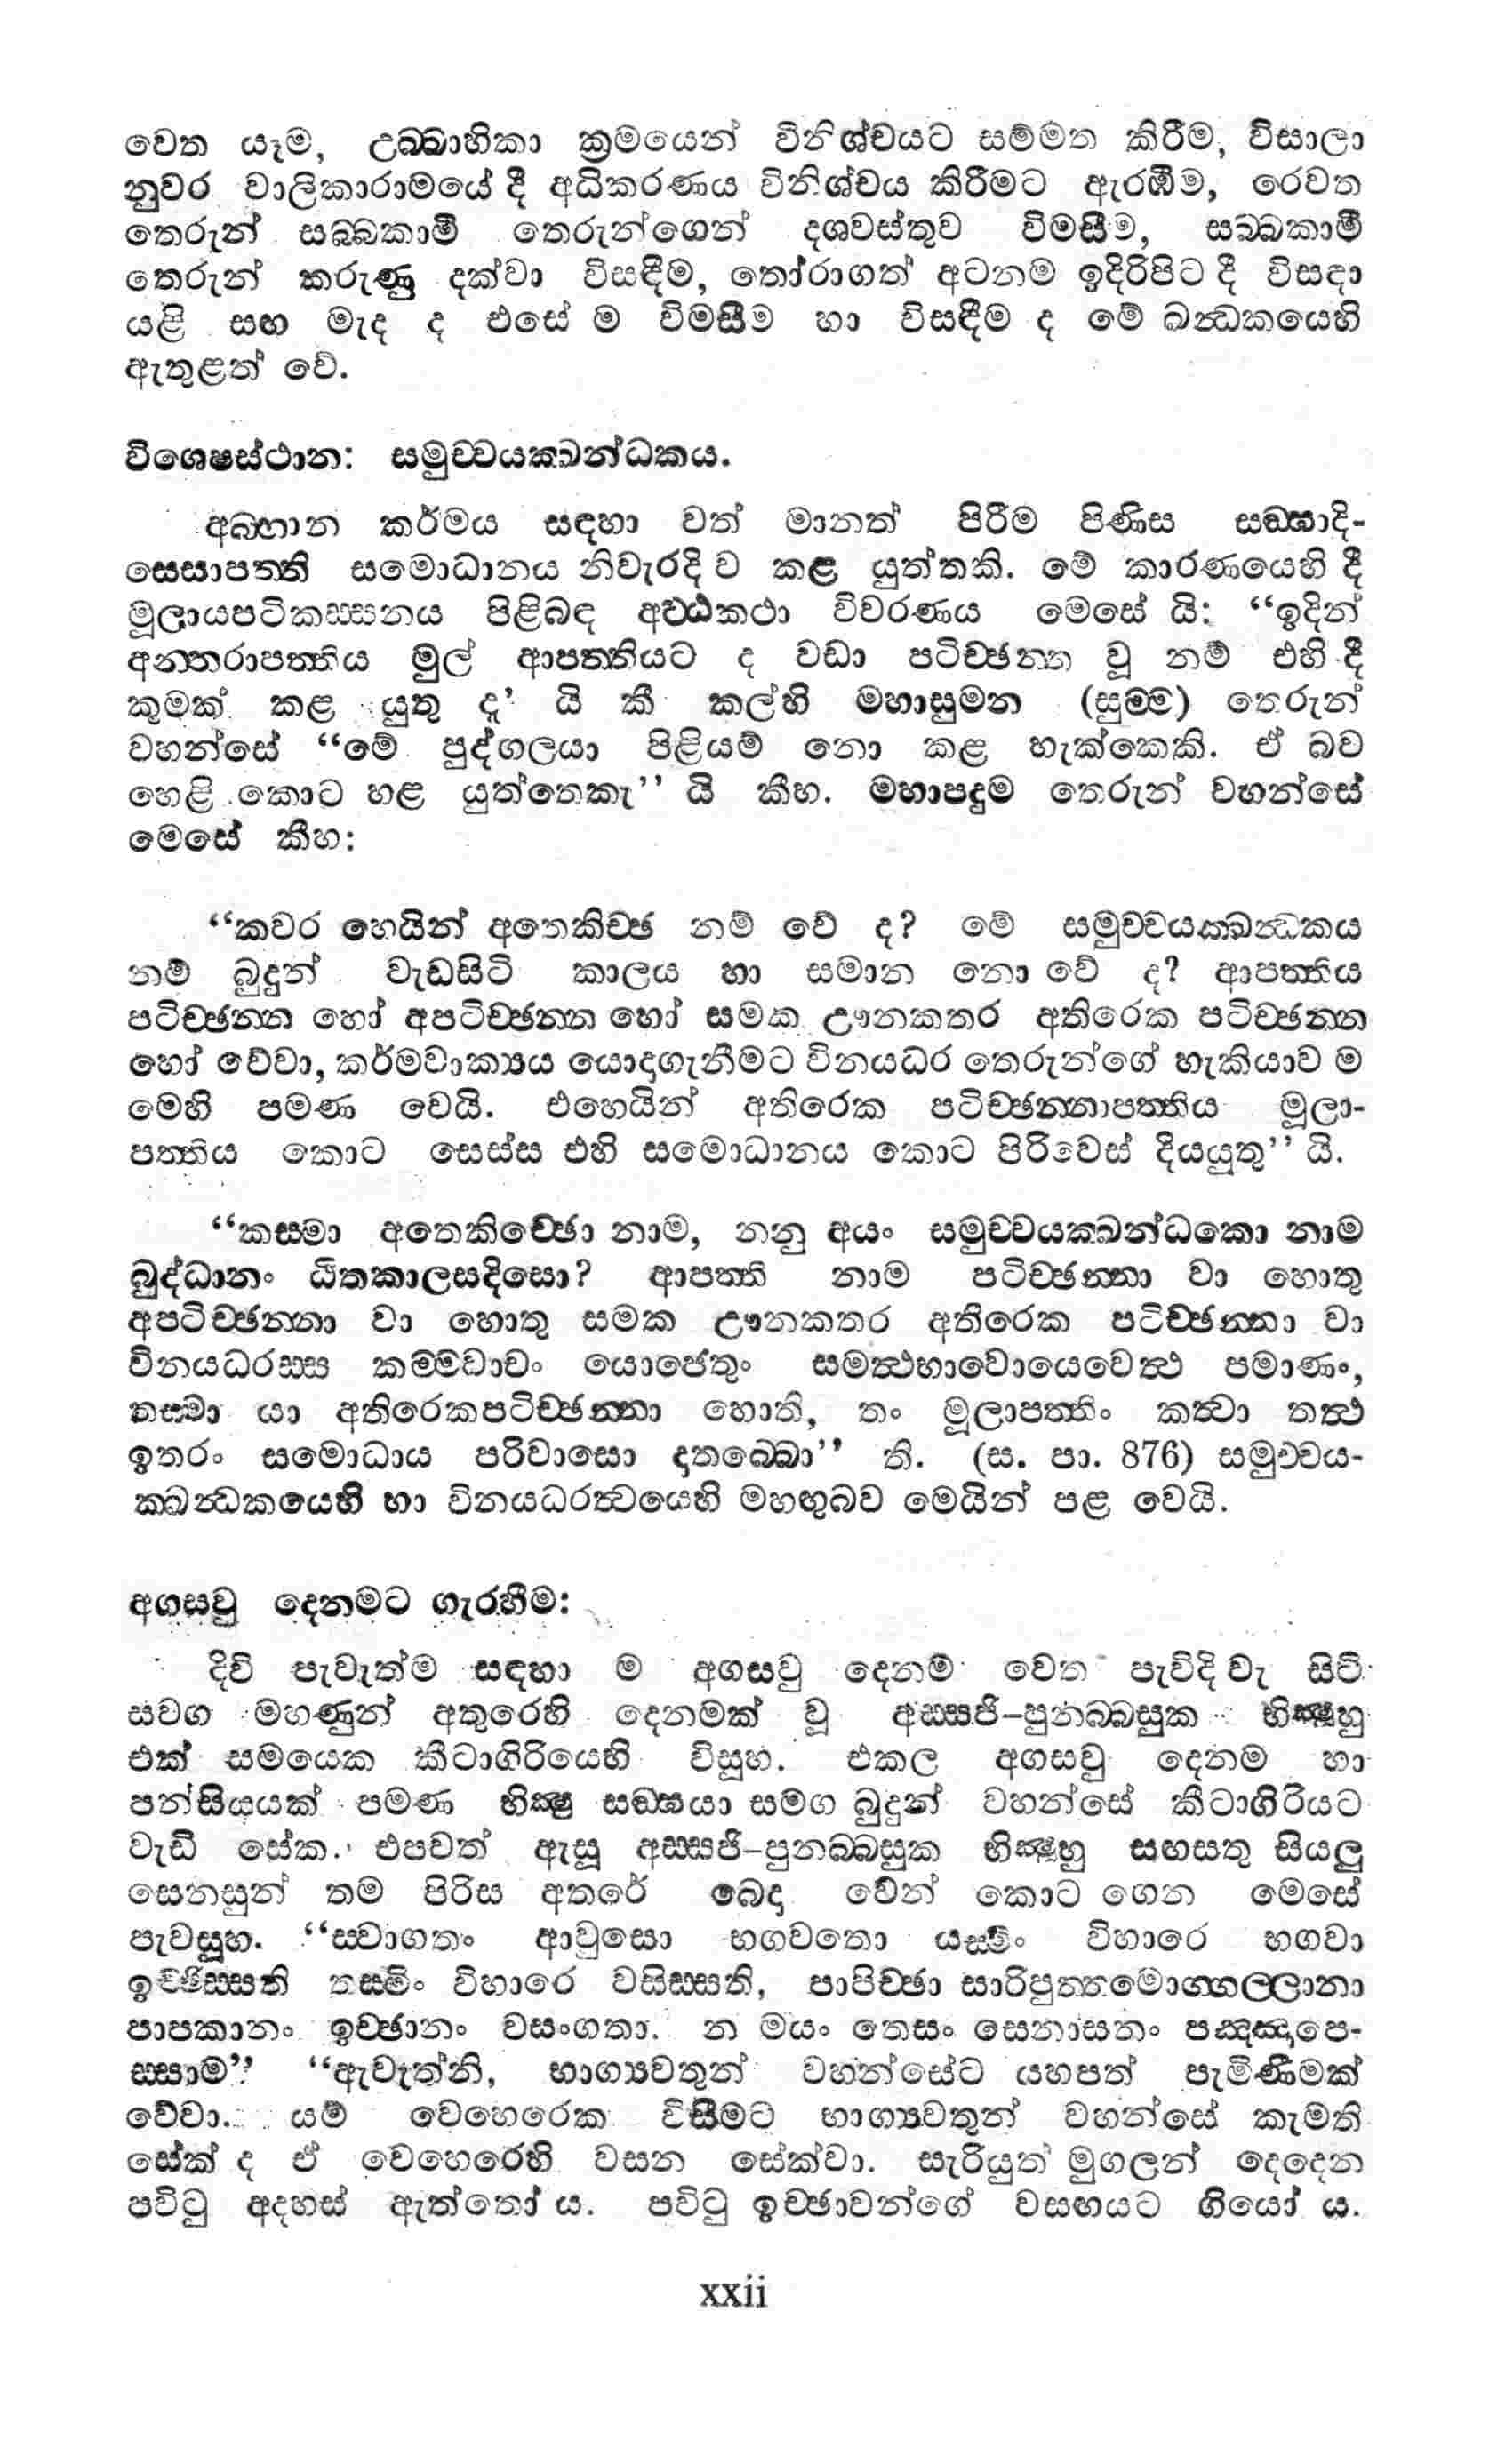 වෙත යෑම, උබ්බාහිකා ක්‍රමයෙන් විනිශ්චයට සම්මත කිරීම, විසාලා
නුවර වාලිකාරාමයේ දී අධිකරණය විනිශ්චය කිරීමට ඇරඹීම, රෙවත
තෙරුන් සබ්බකාමී තෙරුන්ගෙන් දශවස්තුව විමසීම, සබ්බකාමී
තෙරුන් කරුණු දක්වා විසඳීම, තෝරාගත් අටනම ඉදිරිපිට දී විසඳා
යළි සඟ මැද ද එසේ ම විමසීම හා විසඳීම ද මේ ඛන්‍ධකයෙහි
ඇතුළත් වේ.
විශෙෂස්ථාන: සමුච්චයක්ඛන්ධකය.
අබ්භාන කර්මය සඳහා වත් මානත් පිරීම පිණිස සඞ්ඝාදි-
සෙසාපත්ති සමොධානය නිවැරදි ව කළ යුත්තකි. මේ කාරණයෙහි දී
මූලායපටිකස්සනය පිළිබඳ අට්ඨකථා විවරණය මෙසේ යි: “ඉදින්
අන්තරාපත්තිය මුල් ආපත්තියට ද වඩා පටිච්ඡන්න වූ නම් එහි දී
කුමක් කළ යුතු දැ’ යි කී කල්හි මහාසුමන (සුම්ම) තෙරුන්
වහන්සේ “මේ පුද්ගලයා පිළියම් නො කළ හැක්කෙකි. ඒ බව
හෙළි කොට හළ යුත්තෙකැ’’ යි කීහ. මහාපදුම තෙරුන් වහන්සේ
මෙසේ කීහ:
“කවර හෙයින් අතෙකිච්ඡ නම් වේ ද? මේ සමුච්චයක්ඛන්‍ධකය
නම් බුදුන් වැඩසිටි කාලය හා සමාන නො වේ ද? ආපත්තිය
පටිච්ඡන්න හෝ අපටිච්ඡන්න හෝ සමක ඌනකතර අතිරෙක පටිච්ඡන්න
හෝ වේවා, කර්මවාක්‍යය යොදාගැනීමට විනයධර තෙරුන්ගේ හැකියාව ම
මෙහි පමණ වෙයි. එහෙයින් අතිරෙක පටිච්ඡන්නාපත්තිය මූලා-
පත්තිය කොට සෙස්ස එහි සමොධානය කොට පිරිවෙස් දියයුතු’’ යි.
“කස්මා අතෙකිච්ඡො නාම, නනු අයං සමුච්චයක්ඛන්ධකො නාම
බුද්ධානං ඨිතකාලසදිසො? ආපත්ති නාම පටිච්ඡන්නා වා හොතු
අපටිච්ඡන්නා වා හොතු සමක ඌනකතර අතිරෙක පටිච්ඡන්නා වා
විනයධරස්ස කම්මවාචං යොජෙතුං සමත්‍ථභාවොයෙවෙත්‍ථ පමාණං,
තස්මා යා අතිරෙකපටිච්ඡන්නා හොති, තං මූලාපත්තිං කත්‍වා තත්‍ථ
ඉතරං සමොධාය පරිවාසො දාතබ්බො’’ ති. (ස. පා. 876) සමුච්චය-
ක්ඛන්‍ධකයෙහි හා විනයධරත්‍වයෙහි මහඟුබව මෙයින් පළ වෙයි.
අගසවු දෙනමට ගැරහීම:
දිවි පැවැත්ම සඳහා ම අගසවු දෙනම වෙත පැවිදි වැ සිටි
සවග මහණුන් අතුරෙහි දෙනමක් වූ අස්සජි–පුනබ්බසුක භික්‍ෂූහු
එක් සමයෙක කීටාගිරියෙහි විසූහ. එකල අගසවු දෙනම හා
පන්සියයක් පමණ භික්‍ෂු සඞ්ඝයා සමග බුදුන් වහන්සේ කීටාගිරියට
වැඩි සේක. එපවත් ඇසූ අස්සජි–පුනබ්බසුක භික්‍ෂූහු සඟසතු සියලු
සෙනසුන් තම පිරිස අතරේ බෙදා වෙන් කොට ගෙන මෙසේ
පැවසූහ. “ස්වාගතං ආවුසො භගවතො යස්මිං විහාරෙ භගවා
ඉච්ඡිස්සති තස්මිං විහාරෙ වසිස්සති, පාපිච්ඡා සාරිපුත්තමොග්ගල්ලානා
පාපකානං ඉච්ඡානං වසංගතා. න මයං තෙසං සෙනාසනං පඤ්ඤාපෙ-
ස්සාම’’ “ඇවැත්නි, භාග්‍යවතුන් වහන්සේට යහපත් පැමිණීමක්
වේවා. යම් වෙහෙරෙක විසීමට භාග්‍යවතුන් වහන්සේ කැමති
සේක් ද ඒ වෙහෙරෙහි වසන සේක්වා. සැරියුත් මුගලන් දෙදෙන
පවිටු අදහස් ඇත්තෝ ය. පවිටු ඉච්ඡාවන්ගේ වසඟයට ගියෝ ය.
xxii